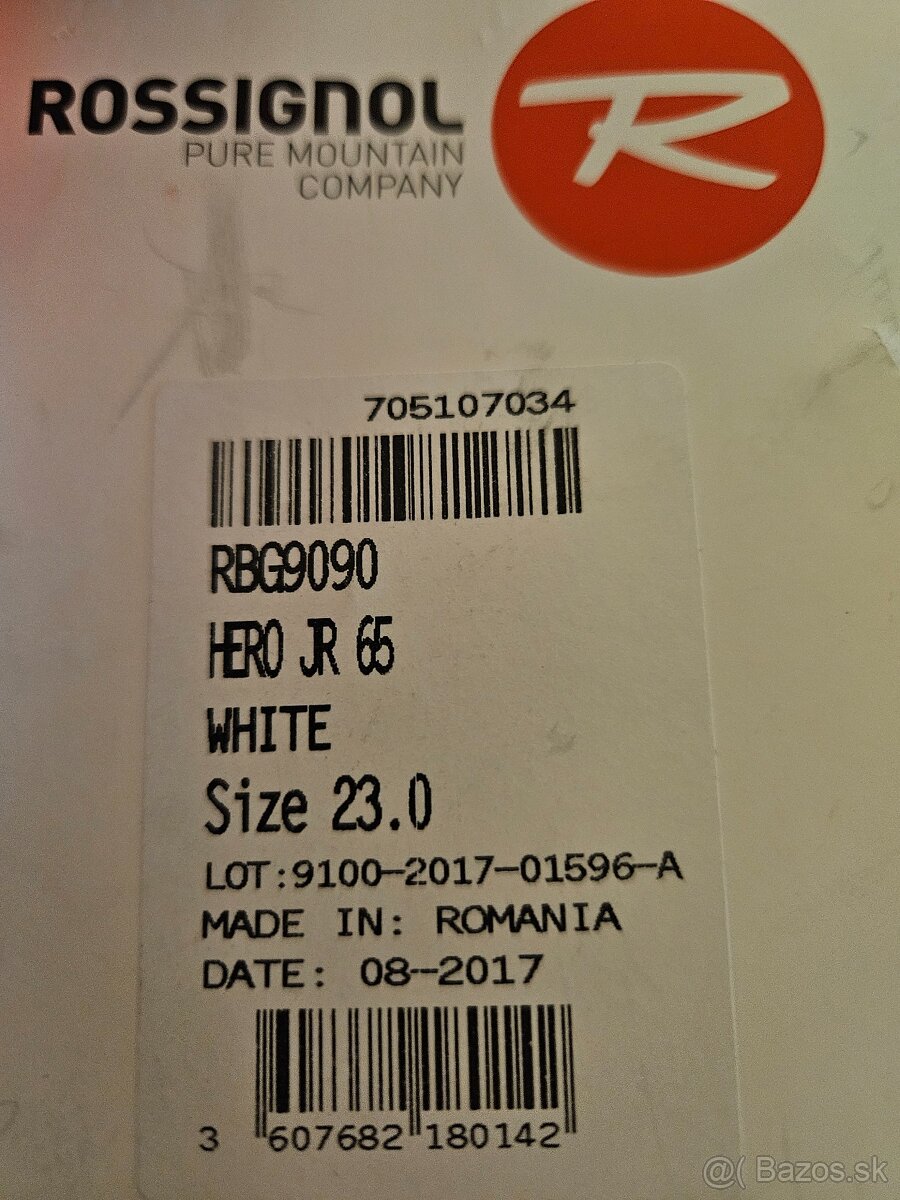 ROSSIGNOL
PURE MOUNTAIN
COMPANY
R
705107034
RBG9090
HERO JR 65
WHITE
Size 23.0
LOT:9100-2017-01596-A
MADE IN: ROMANIA
DATE: 08-2017
3 607682 180142
@( Bazos.sk